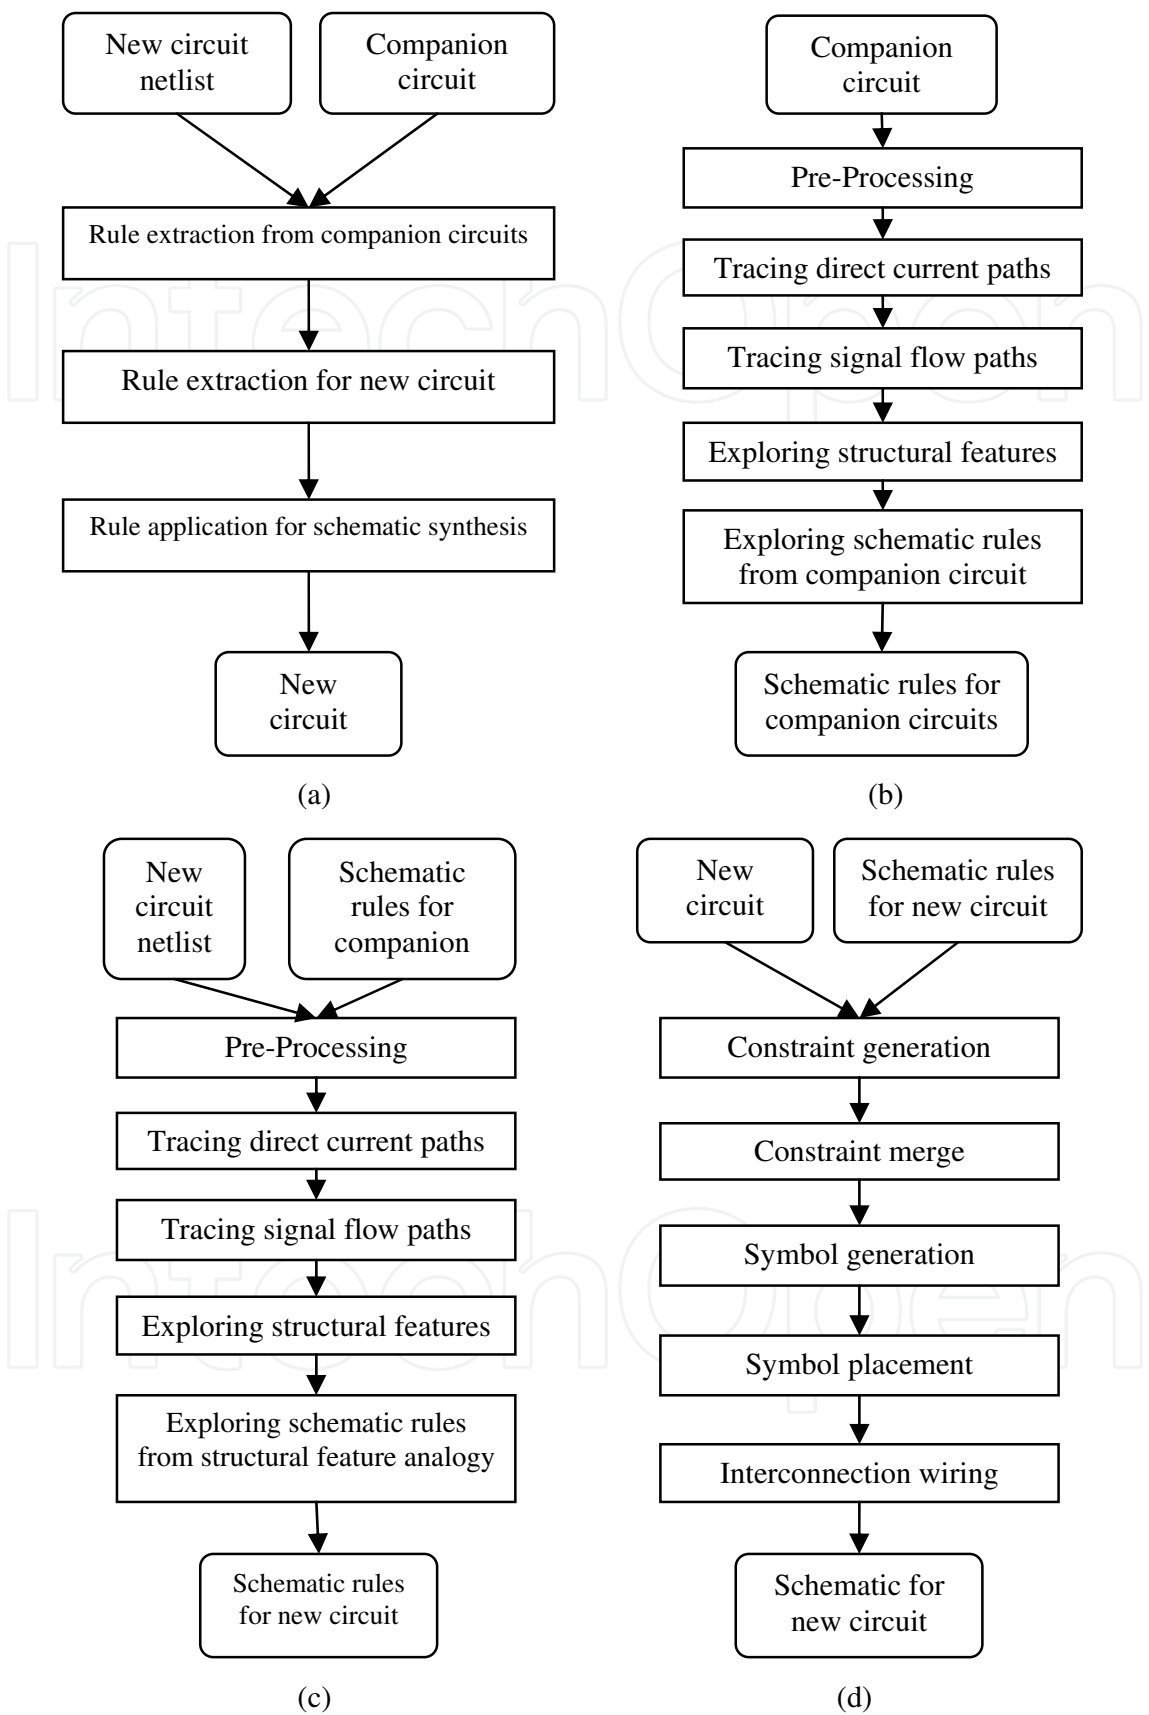 New circuit
netlist
Companion
circuit
Rule extraction from companion circuits
Rule extraction for new circuit
Rule application for schematic synthesis
New
circuit
(a)
Companion
circuit
Pre-Processing
Tracing direct current paths
Tracing signal flow paths
Exploring structural features
Exploring schematic rules
from companion circuit
Schematic rules for
companion circuits
(b)
New
circuit
netlist
Schematic
rules for
companion
Pre-Processing
Tracing direct current paths
Tracing signal flow paths
Exploring structural features
Exploring schematic rules
from structural feature analogy
Schematic rules
for new circuit
(c)
New
circuit
Schematic rules
for new circuit
Constraint generation
Constraint merge
Symbol generation
Symbol placement
Interconnection wiring
Schematic for
new circuit
(d)
IntechOpen
IntechOpen